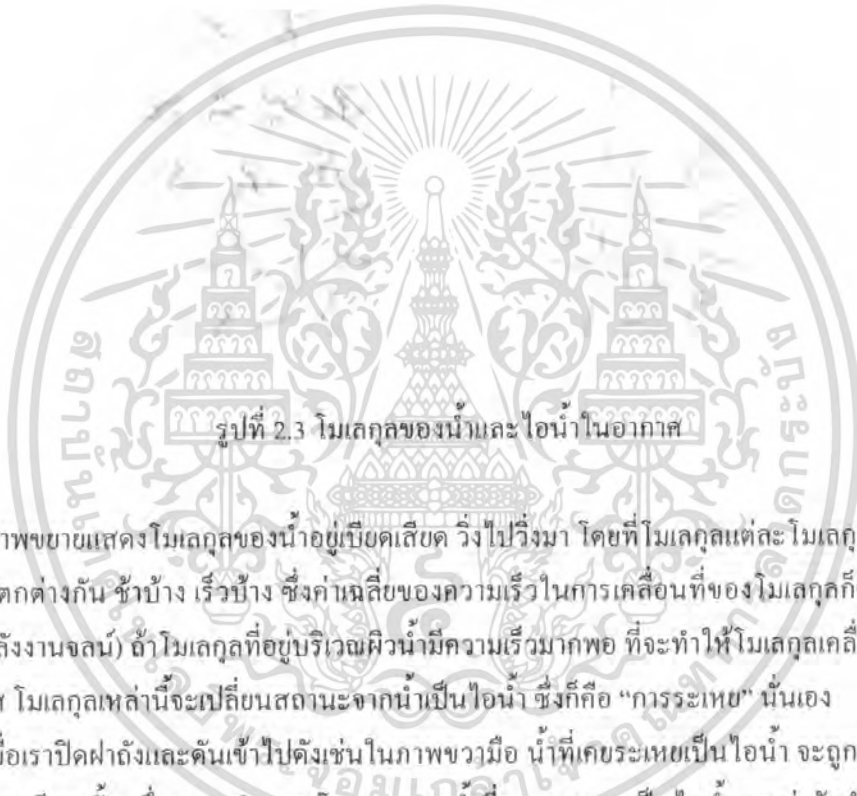 รูปที่ 2.3 โมเลกุลของน้ำและไอน้ำในอากาศ
าพขยายแสดงโมเลกุลของน้ำอยู่เบียดเสียด วิ่งไปวิ่งมา โดยที่โมเลกุลแต่ละโมเลกุ
ตกต่างกัน ช้าบ้าง เร็วบ้าง ซึ่งค่าเฉลี่ยของความเร็วในการเคลื่อนที่ของโมเลกุลก็
ลังงานจลน์) ถ้าโมเลกุลที่อยู่บริเวณผิวน้ำมีความเร็วมากพอ ที่จะทำให้โมเลกุลเคลื่
ศ โมเลกุลเหล่านี้จะเปลี่ยนสถานะจากน้ำเป็นไอน้ำ ซึ่งก็คือ “การระเหย” นั่นเอง
มื่อเราปิดฝาถังและดันเข้าไปดังเช่นในภาพขวามือ น้ำที่เคยระเหยเป็นไอน้ำ จะถูก